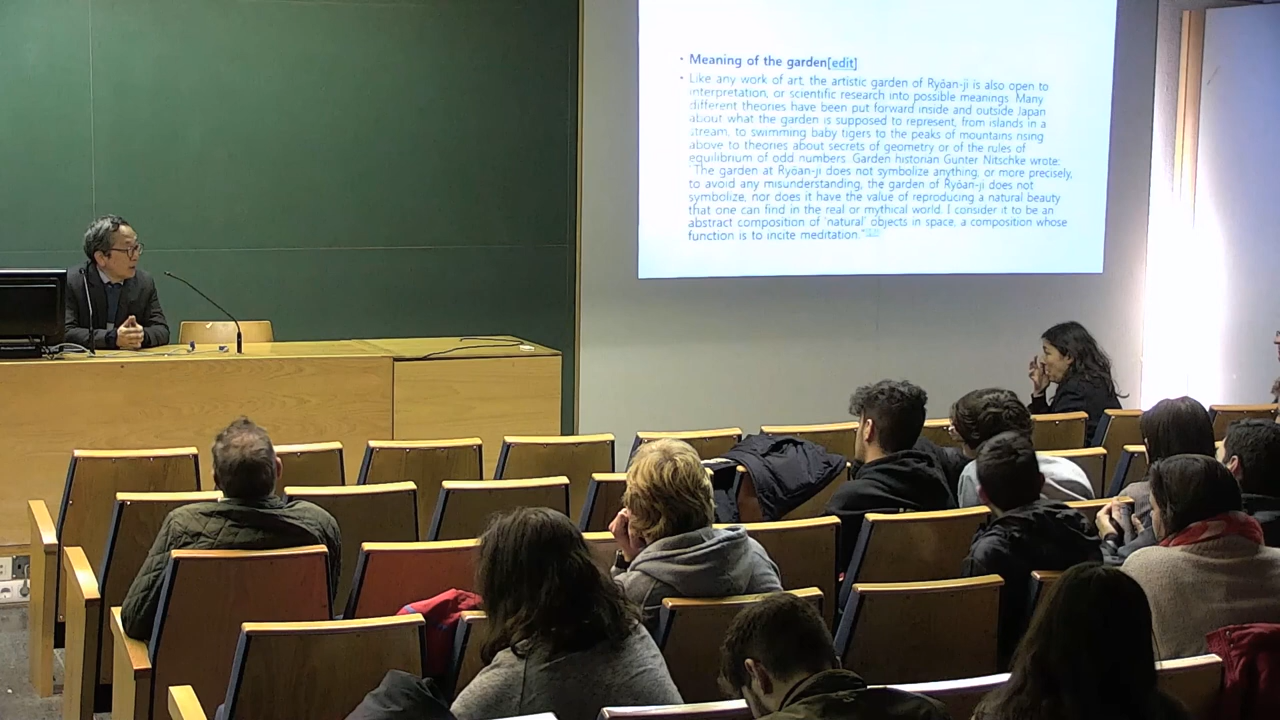 • Meaning of the garden[edit]
• Like any work of art, the artistic garden of Ryōan-ji is also open to
interpretation, or scientific research into possible meanings. Many
different theories have been put forward inside and outside Japan
about what the garden is supposed to represent, from islands in a
stream, to swimming baby tigers to the peaks of mountains rising
above to theories about secrets of geometry or of the rules of
equilibrium of odd numbers. Garden historian Gunter Nitschke wrote:
"The garden at Ryōan-ji does not symbolize anything, or more precisely,
to avoid any misunderstanding, the garden of Ryōan-ji does not
symbolize, nor does it have the value of reproducing a natural beauty
that one can find in the real or mythical world. I consider it to be an
abstract composition of "natural" objects in space, a composition whose
function is to incite meditation."